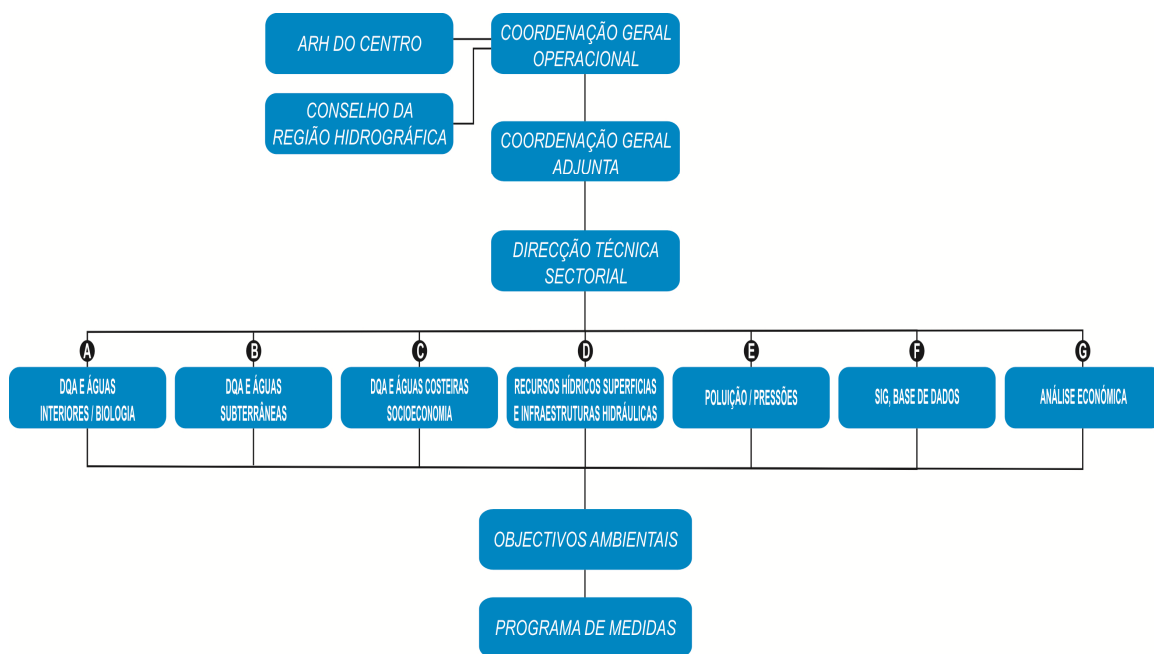 ARH DO CENTRO
COORDENAÇÃO GERAL
OPERACIONAL
CONSELHO DA
REGIÃO HIDROGRÁFICA
COORDENAÇÃO GERAL
ADJUNTA
DIRECÇÃO TÉCNICA
SECTORIAL
A
B
C
D
E
F
G
DQA E ÁGUAS
INTERIORES / BIOLOGIA
DQA E ÁGUAS
SUBTERRÂNEAS
DQA E ÁGUAS COSTEIRAS
SOCIOECONOMIA
RECURSOS HÍDRICOS SUPERFICIAS
E INFRAESTRUTURAS HIDRÁULICAS
POLUIÇÃO / PRESSÕES
SIG, BASE DE DADOS
ANÁLISE ECONÓMICA
OBJECTIVOS AMBIENTAIS
PROGRAMA DE MEDIDAS